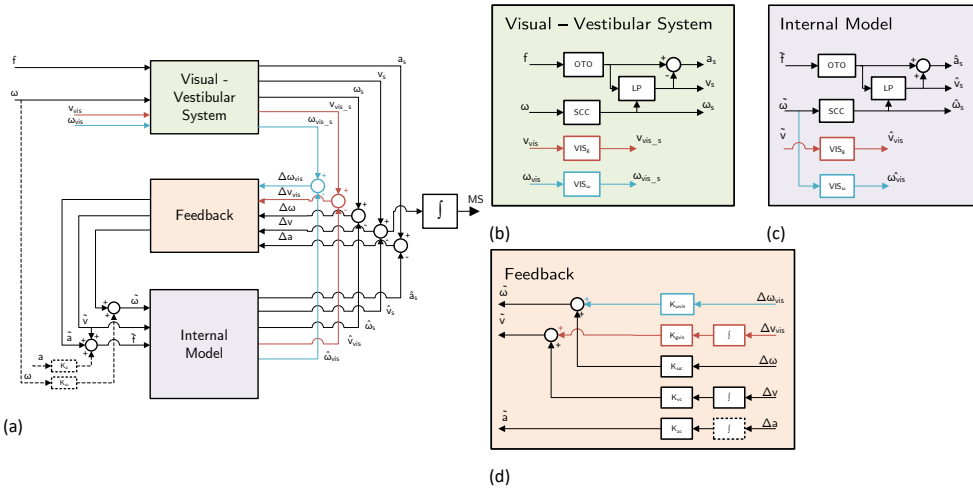 f
ω
v_vis
ω_vis
Visual -
Vestibular
System
a_s
v_s
ω_s
v_vis_s
ω_vis_s
Δω_vis
Δv_vis
Δω
Δv
Δa
Feedback
+
-
+
-
+
-
+
-
+
-
∫
MS
Internal
Model
â_s
v̂_s
ω̂_s
v̂_vis
ω̂_vis
ω̃
ṽ
ã
f̃
+
+
+
+
+
a
K_a
ω
K_ω
(a)
Visual – Vestibular System
f
OTO
+
-
a_s
LP
v_s
ω
SCC
ω_s
v_vis
VIS_g
v_vis_s
ω_vis
VIS_ω
ω_vis_s
(b)
Internal Model
f̃
OTO
+
+
â_s
LP
v̂_s
ω̃
SCC
ω̂_s
ṽ
VIS_g
v̂_vis
VIS_ω
ω̂_vis
(c)
Feedback
ω̃
+
+
K_ωvis
Δω_vis
ṽ
+
+
K_gvis
∫
Δv_vis
K_ωc
Δω
K_vc
∫
Δv
ã
K_ac
∫
Δa
(d)